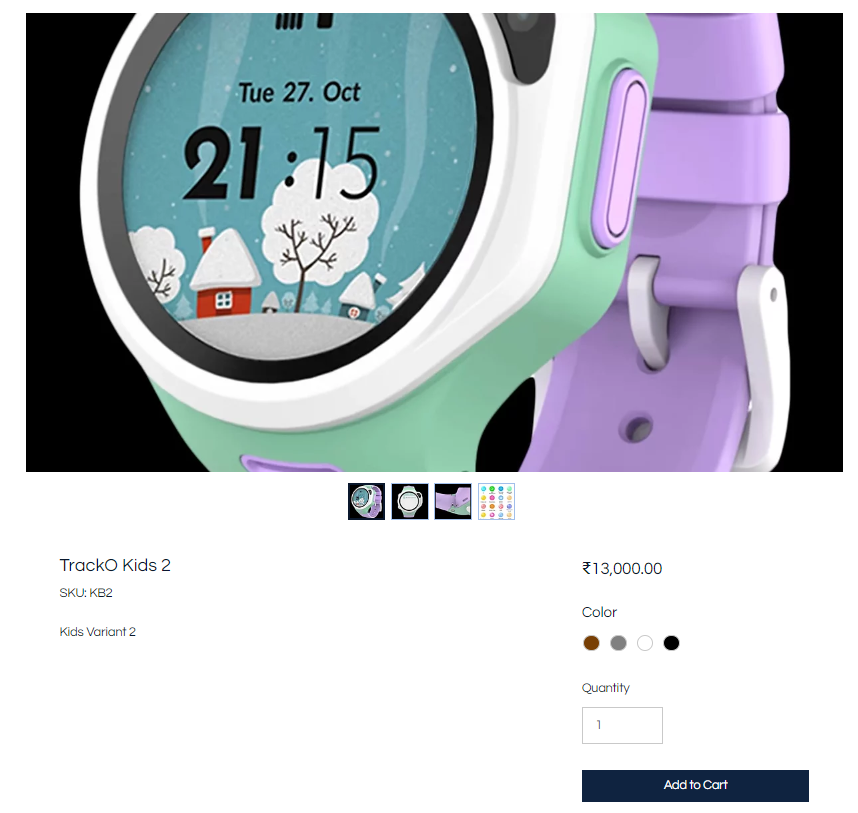 Tue 27. Oct
21:15
TrackO Kids 2
SKU: KB2
Kids Variant 2
₹13,000.00
Color
Quantity
1
Add to Cart